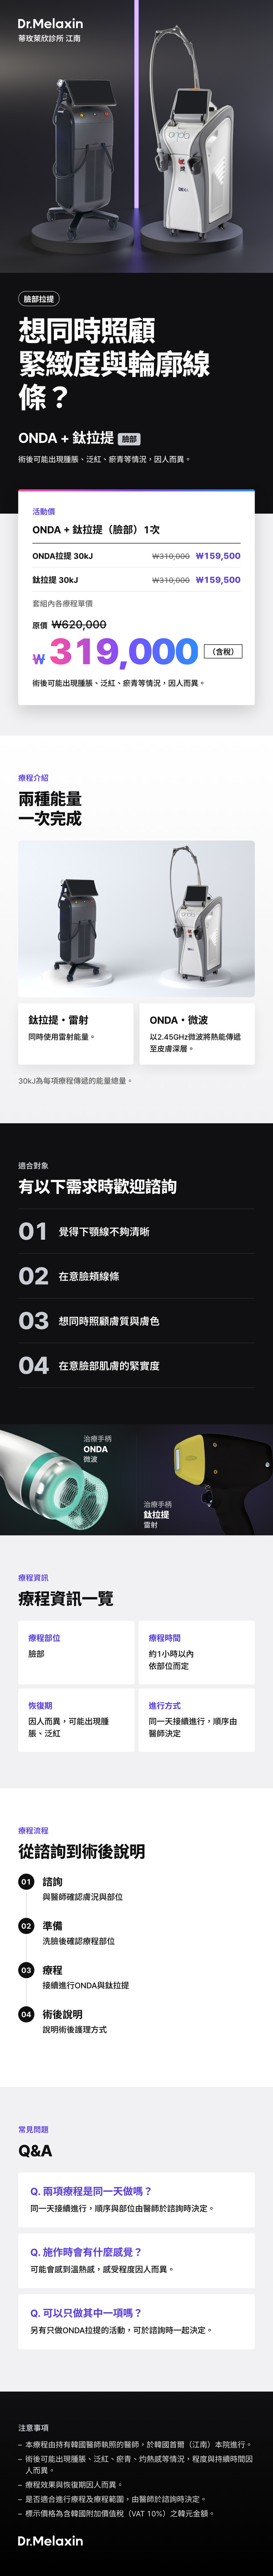 Dr.Melaxin
蒂玫萊欣診所 江南
onda
DEKA
臉部拉提
想同時照顧
緊緻度與輪廓線
條？
ONDA + 鈦拉提 臉部
術後可能出現腫脹、泛紅、瘀青等情況，因人而異。
活動價
ONDA + 鈦拉提（臉部）1次
ONDA拉提 30kJ ₩310,000 ₩159,500
鈦拉提 30kJ ₩310,000 ₩159,500
套組內各療程單價
原價 ₩620,000
₩ 319,000 （含稅）
術後可能出現腫脹、泛紅、瘀青等情況，因人而異。
療程介紹
兩種能量
一次完成
鈦拉提・雷射
同時使用雷射能量。
ONDA・微波
以2.45GHz微波將熱能傳遞
至皮膚深層。
30kJ為每項療程傳遞的能量總量。
適合對象
有以下需求時歡迎諮詢
01 覺得下顎線不夠清晰
02 在意臉頰線條
03 想同時照顧膚質與膚色
04 在意臉部肌膚的緊實度
治療手柄
ONDA
微波
治療手柄
鈦拉提
雷射
療程資訊
療程資訊一覽
療程部位
臉部
療程時間
約1小時以內
依部位而定
恢復期
因人而異，可能出現腫
脹、泛紅
進行方式
同一天接續進行，順序由
醫師決定
療程流程
從諮詢到術後說明
01 諮詢
與醫師確認膚況與部位
02 準備
洗臉後確認療程部位
03 療程
接續進行ONDA與鈦拉提
04 術後說明
說明術後護理方式
常見問題
Q&A
Q. 兩項療程是同一天做嗎？
同一天接續進行，順序與部位由醫師於諮詢時決定。
Q. 施作時會有什麼感覺？
可能會感到溫熱感，感受程度因人而異。
Q. 可以只做其中一項嗎？
另有只做ONDA拉提的活動，可於諮詢時一起決定。
注意事項
– 本療程由持有韓國醫師執照的醫師，於韓國首爾（江南）本院進行。
– 術後可能出現腫脹、泛紅、瘀青、灼熱感等情況，程度與持續時間因
人而異。
– 療程效果與恢復期因人而異。
– 是否適合進行療程及療程範圍，由醫師於諮詢時決定。
– 標示價格為含韓國附加價值稅（VAT 10%）之韓元金額。
Dr.Melaxin